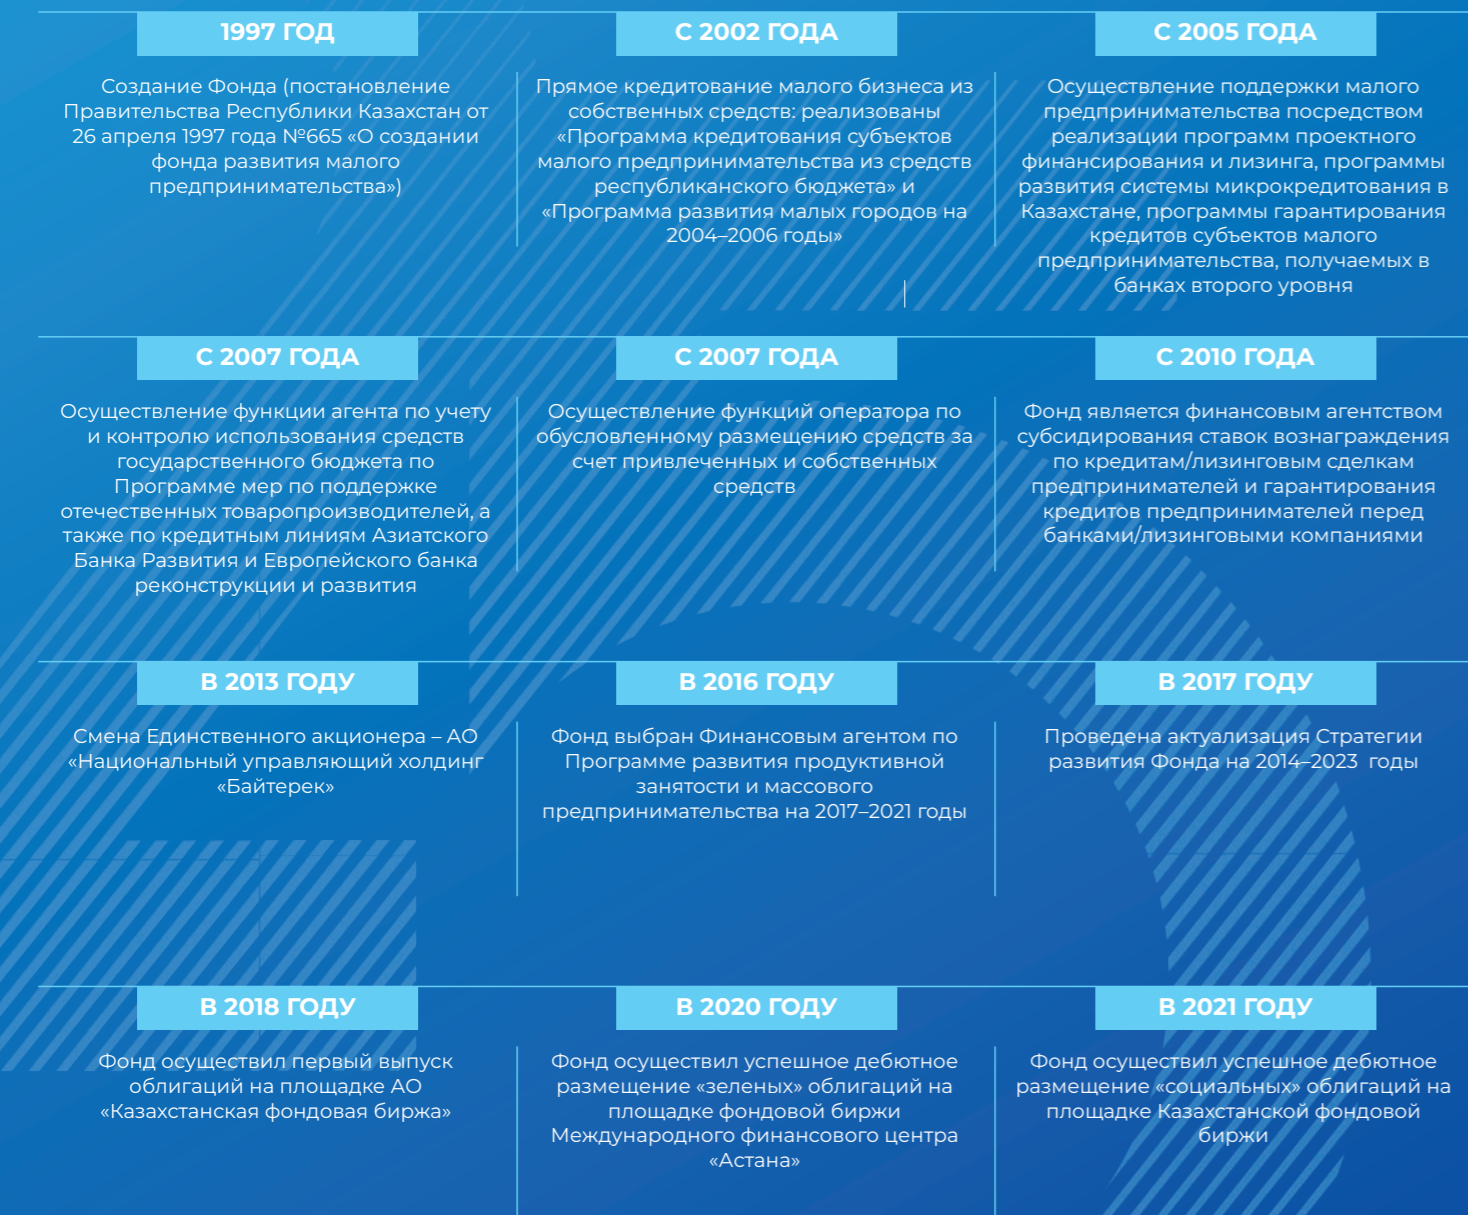 1997 ГОД
Создание Фонда (постановление
Правительства Республики Казахстан от
26 апреля 1997 года №665 «О создании
фонда развития малого
предпринимательства»)
С 2002 ГОДА
Прямое кредитование малого бизнеса из
собственных средств: реализованы
«Программа кредитования субъектов
малого предпринимательства из средств
республиканского бюджета» и
«Программа развития малых городов на
2004–2006 годы»
С 2005 ГОДА
Осуществление поддержки малого
предпринимательства посредством
реализации программ проектного
финансирования и лизинга, программы
развития системы микрокредитования в
Казахстане, программы гарантирования
кредитов субъектов малого
предпринимательства, получаемых в
банках второго уровня
С 2007 ГОДА
Осуществление функции агента по учету
и контролю использования средств
государственного бюджета по
Программе мер по поддержке
отечественных товаропроизводителей, а
также по кредитным линиям Азиатского
Банка Развития и Европейского банка
реконструкции и развития
С 2007 ГОДА
Осуществление функций оператора по
обусловленному размещению средств за
счет привлеченных и собственных
средств
С 2010 ГОДА
Фонд является финансовым агентством
субсидирования ставок вознаграждения
по кредитам/лизинговым сделкам
предпринимателей и гарантирования
кредитов предпринимателей перед
банками/лизинговыми компаниями
В 2013 ГОДУ
Смена Единственного акционера – АО
«Национальный управляющий холдинг
«Байтерек»
В 2016 ГОДУ
Фонд выбран Финансовым агентом по
Программе развития продуктивной
занятости и массового
предпринимательства на 2017–2021 годы
В 2017 ГОДУ
Проведена актуализация Стратегии
развития Фонда на 2014–2023 годы
В 2018 ГОДУ
Фонд осуществил первый выпуск
облигаций на площадке АО
«Казахстанская фондовая биржа»
В 2020 ГОДУ
Фонд осуществил успешное дебютное
размещение «зеленых» облигаций на
площадке фондовой биржи
Международного финансового центра
«Астана»
В 2021 ГОДУ
Фонд осуществил успешное дебютное
размещение «социальных» облигаций на
площадке Казахстанской фондовой
биржи